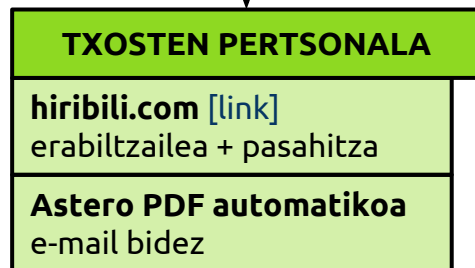 TXOSTEN PERTSONALA
hiribili.com [link]
erabiltzailea + pasahitza
Astero PDF automatikoa
e-mail bidez